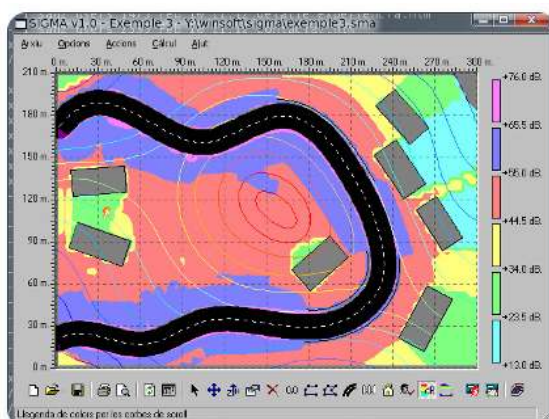 SIGMA v1.0 - Exemple 3 - Y:\winsoft\sigma\exemple3.sma
Arxiu Opcions Accions Càlcul Ajut
0 m 30 m 60 m 90 m 120 m 150 m 180 m 210 m 240 m 270 m 300 m
210 m
180 m
150 m
120 m
90 m
60 m
30 m
0 m
+76.0 dB
+65.5 dB
+55.0 dB
+44.5 dB
+34.0 dB
+23.5 dB
+13.0 dB
Llegenda de colors per les corbes de soroll